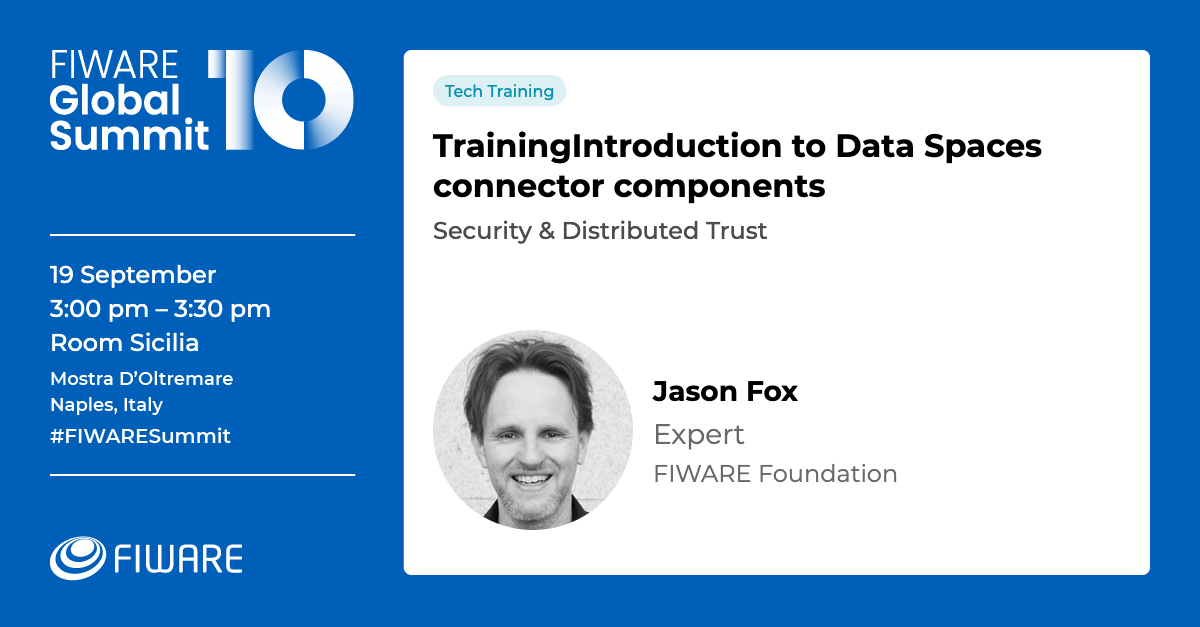 FIWARE
Global
Summit
10
19 September
3:00 pm – 3:30 pm
Room Sicilia
Mostra D’Oltremare
Naples, Italy
#FIWARESummit
FIWARE
Tech Training
TrainingIntroduction to Data Spaces
connector components
Security & Distributed Trust
Jason Fox
Expert
FIWARE Foundation